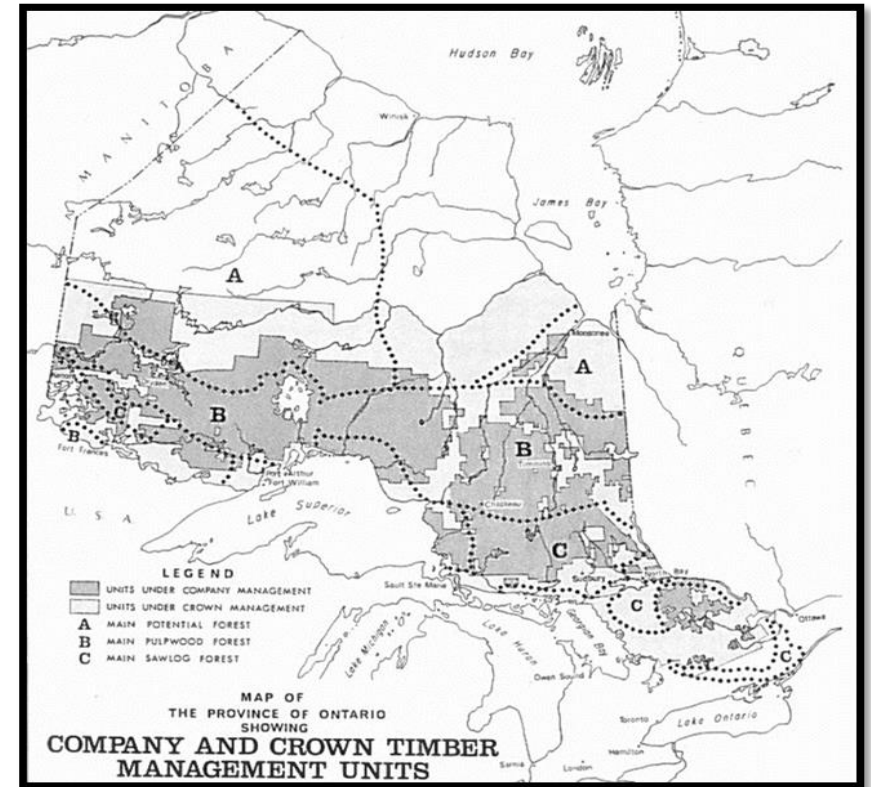 Hudson Bay
MANITOBA
Winisk
James Bay
A
Moosonee
A
QUEBEC
B
B
C
B
Timmins
Fort Frances
Port Arthur
Fort William
U.S.A.
Lake Superior
Chapleau
C
LEGEND
UNITS UNDER COMPANY MANAGEMENT
UNITS UNDER CROWN MANAGEMENT
A MAIN POTENTIAL FOREST
B MAIN PULPWOOD FOREST
C MAIN SAWLOG FOREST
Sault Ste Marie
Sudbury
North Bay
C
Ottawa
C
Lake Michigan
Lake Huron
Georgian Bay
Owen Sound
Toronto
Lake Ontario
Hamilton
London
Sarnia
MAP OF
THE PROVINCE OF ONTARIO
SHOWING
COMPANY AND CROWN TIMBER
MANAGEMENT UNITS